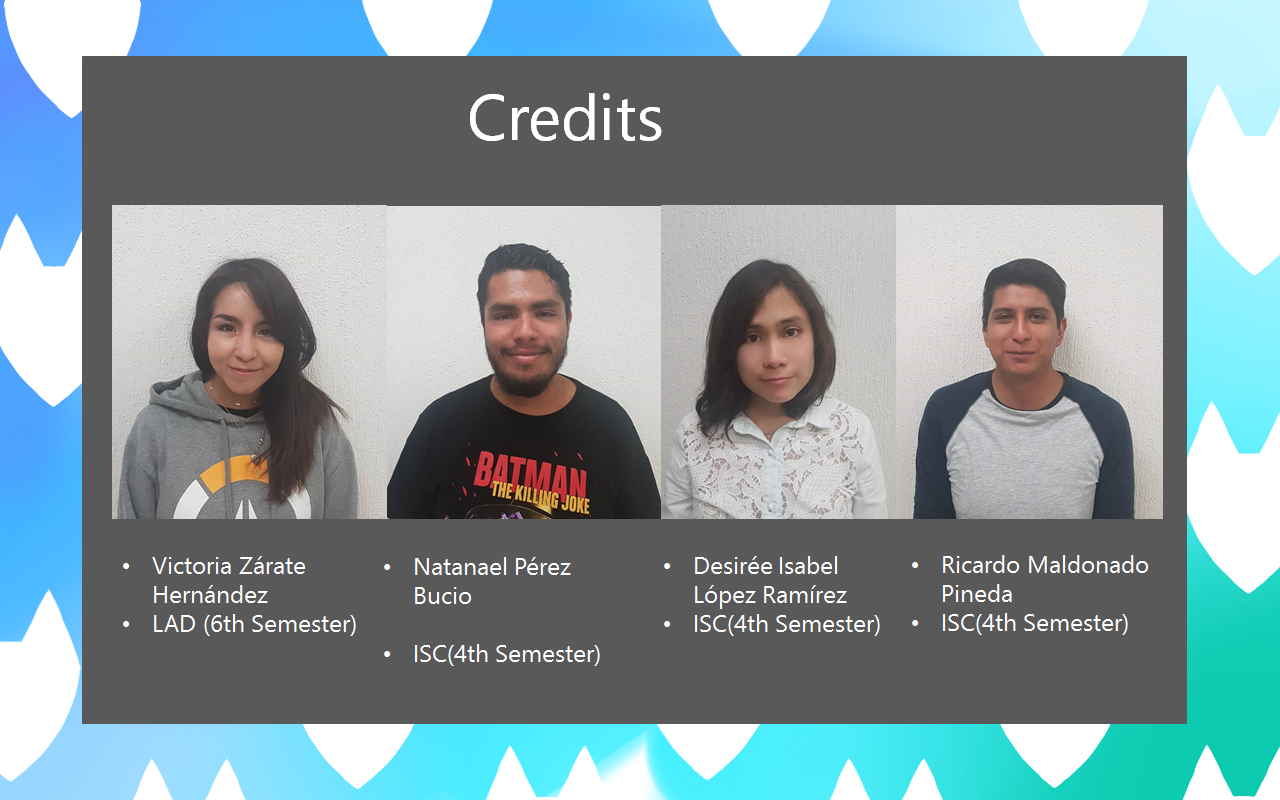 Credits
BATMAN
THE KILLING JOKE
• Victoria Zárate
Hernández
• LAD (6th Semester)
• Natanael Pérez
Bucio
• ISC(4th Semester)
• Desirée Isabel
López Ramírez
• ISC(4th Semester)
• Ricardo Maldonado
Pineda
• ISC(4th Semester)